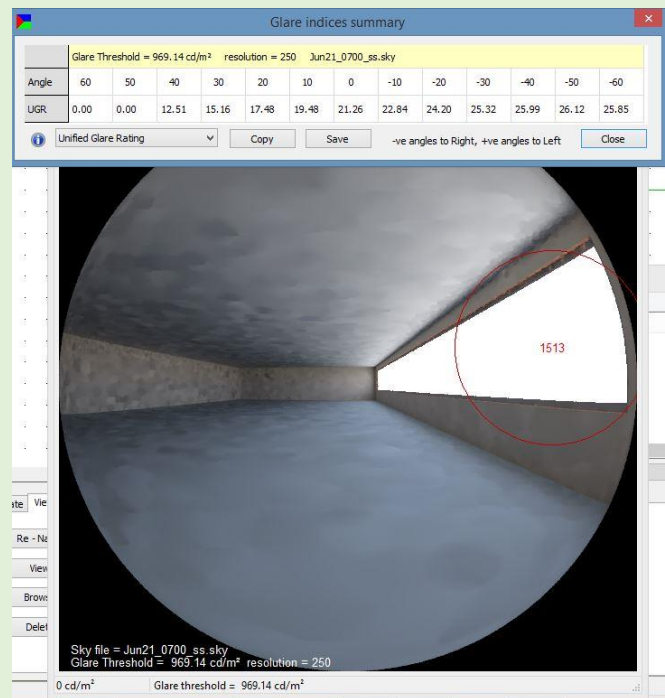 Glare indices summary
Glare Threshold = 969.14 cd/m² resolution = 250 Jun21_0700_ss.sky
Angle 60 50 40 30 20 10 0 -10 -20 -30 -40 -50 -60
UGR 0.00 0.00 12.51 15.16 17.48 19.48 21.26 22.84 24.20 25.32 25.99 26.12 25.85
Unified Glare Rating Copy Save -ve angles to Right, +ve angles to Left Close
1513
ate Vie
Re - Na
View
Brow
Delet
Sky file = Jun21_0700_ss.sky
Glare Threshold = 969.14 cd/m² resolution = 250
0 cd/m² Glare threshold = 969.14 cd/m²